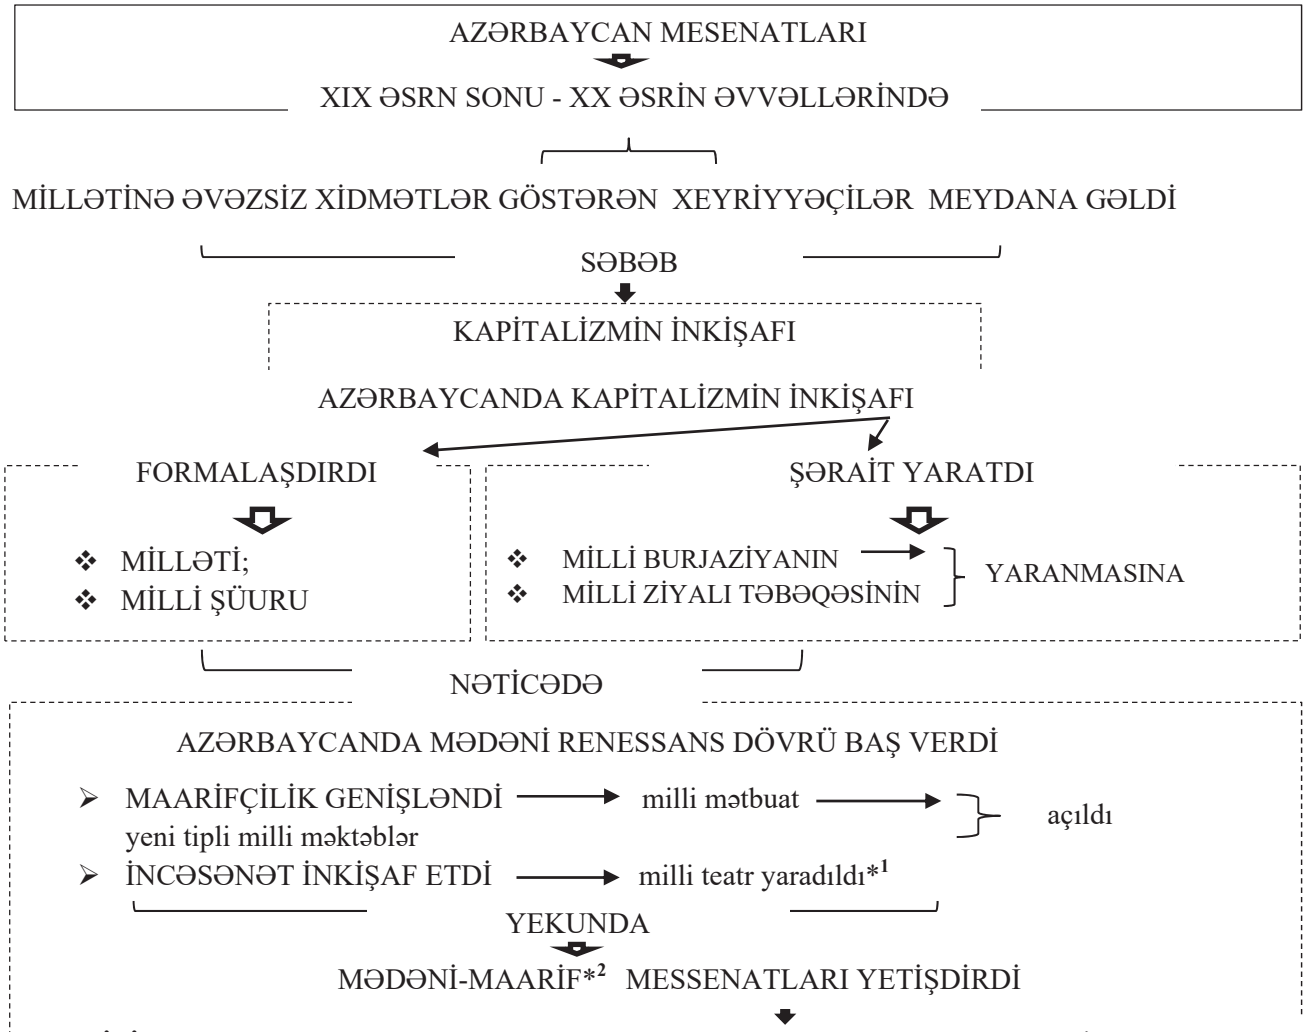 AZƏRBAYCAN MESENATLARI
XIX ƏSRN SONU - XX ƏSRİN ƏVVƏLLƏRİNDƏ
MİLLƏTİNƏ ƏVƏZSİZ XİDMƏTLƏR GÖSTƏRƏN XEYRİYYƏÇİLƏR MEYDANA GƏLDİ
SƏBƏB
KAPİTALİZMİN İNKİŞAFI
AZƏRBAYCANDA KAPİTALİZMİN İNKİŞAFI
FORMALAŞDIRDI
❖ MİLLƏTİ;
❖ MİLLİ ŞÜURU
ŞƏRAİT YARATDI
❖ MİLLİ BURJAZİYANIN
❖ MİLLİ ZİYALI TƏBƏQƏSİNİN
YARANMASINA
NƏTİCƏDƏ
AZƏRBAYCANDA MƏDƏNİ RENESSANS DÖVRÜ BAŞ VERDİ
➢ MAARİFÇİLİK GENİŞLƏNDİ milli mətbuat
yeni tipli milli məktəblər
açıldı
➢ İNCƏSƏNƏT İNKİŞAF ETDİ milli teatr yaradıldı*1
YEKUNDA
MƏDƏNİ-MAARİF*2 MESSENATLARI YETİŞDİRDİ